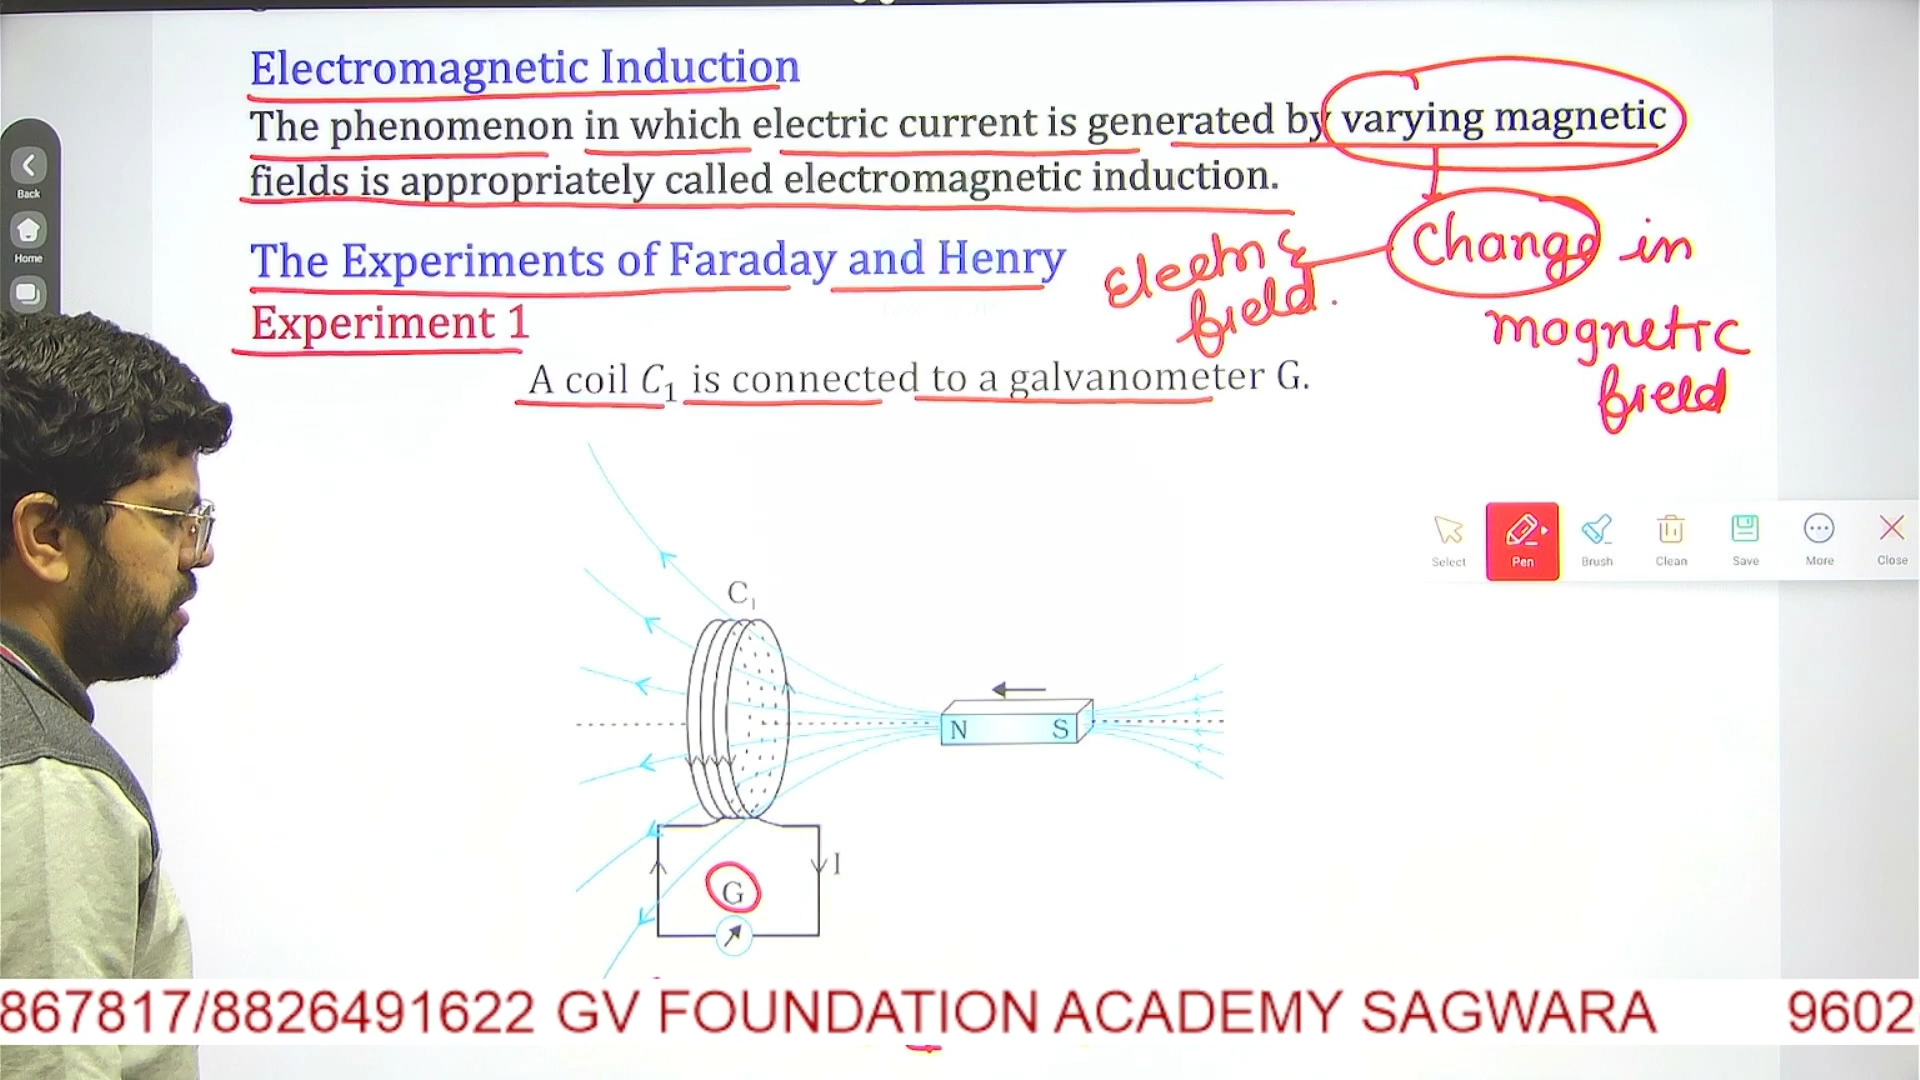 Electromagnetic Induction
The phenomenon in which electric current is generated by varying magnetic
fields is appropriately called electromagnetic induction.
Change in
magnetic
field
The Experiments of Faraday and Henry
field.
Experiment 1
A coil C₁ is connected to a galvanometer G.
Back
Home
Select
Pen
Brush
Clean
Save
More
Close
C₁
N S
I
G
867817/8826491622 GV FOUNDATION ACADEMY SAGWARA 9602